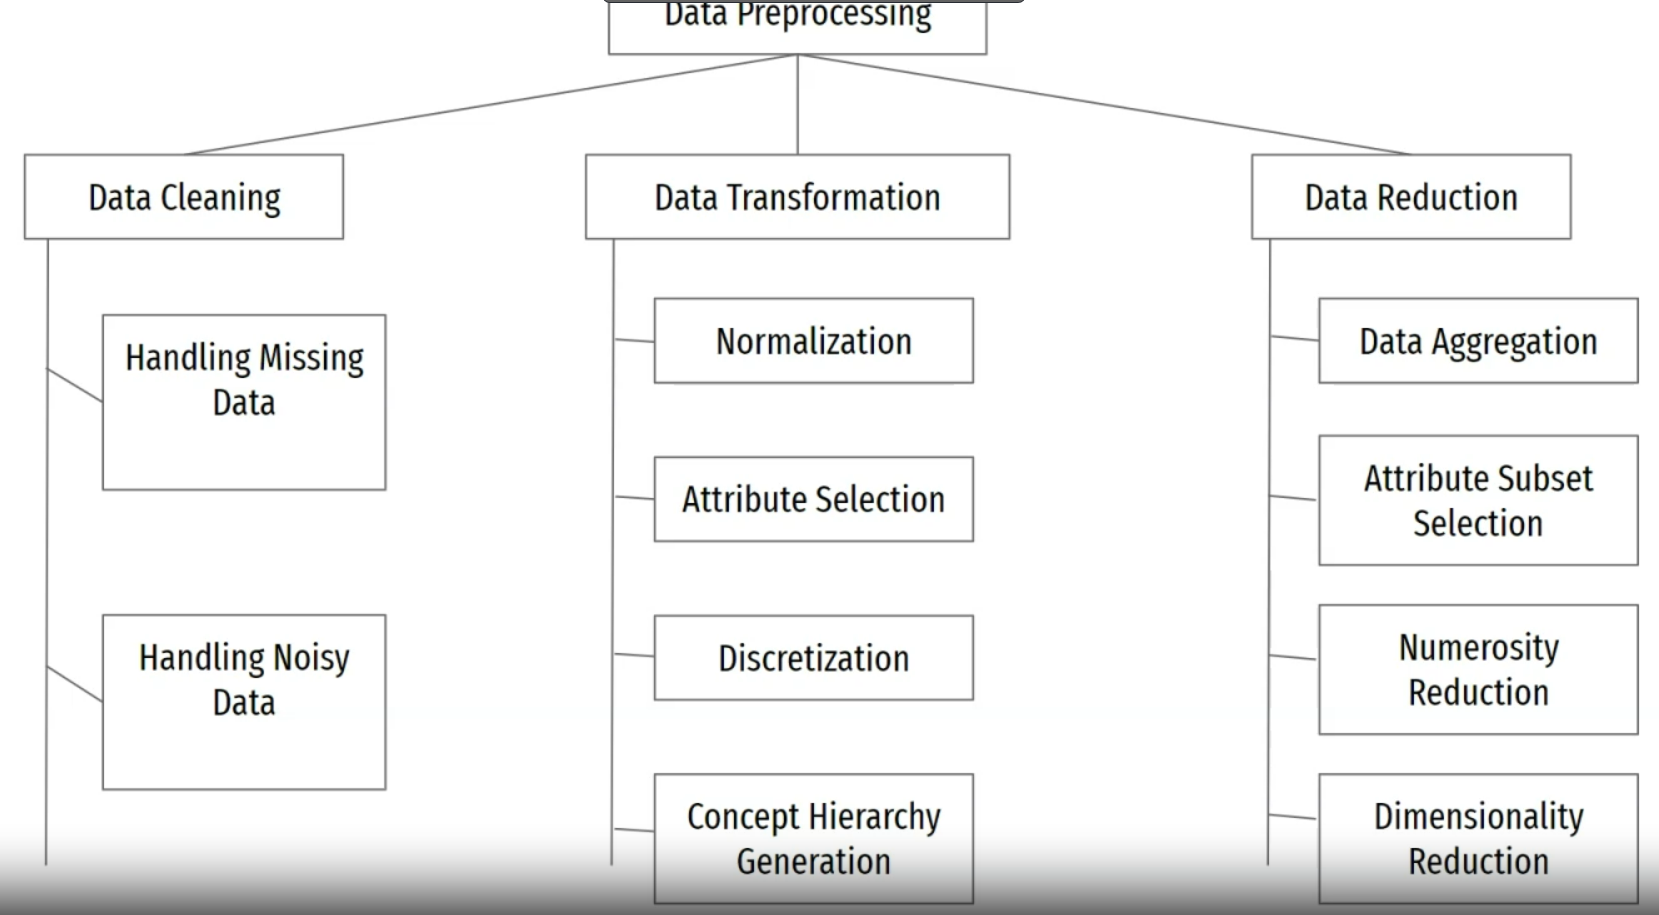 Data Preprocessing
Data Cleaning
Data Transformation
Data Reduction
Handling Missing
Data
Handling Noisy
Data
Normalization
Attribute Selection
Discretization
Concept Hierarchy
Generation
Data Aggregation
Attribute Subset
Selection
Numerosity
Reduction
Dimensionality
Reduction